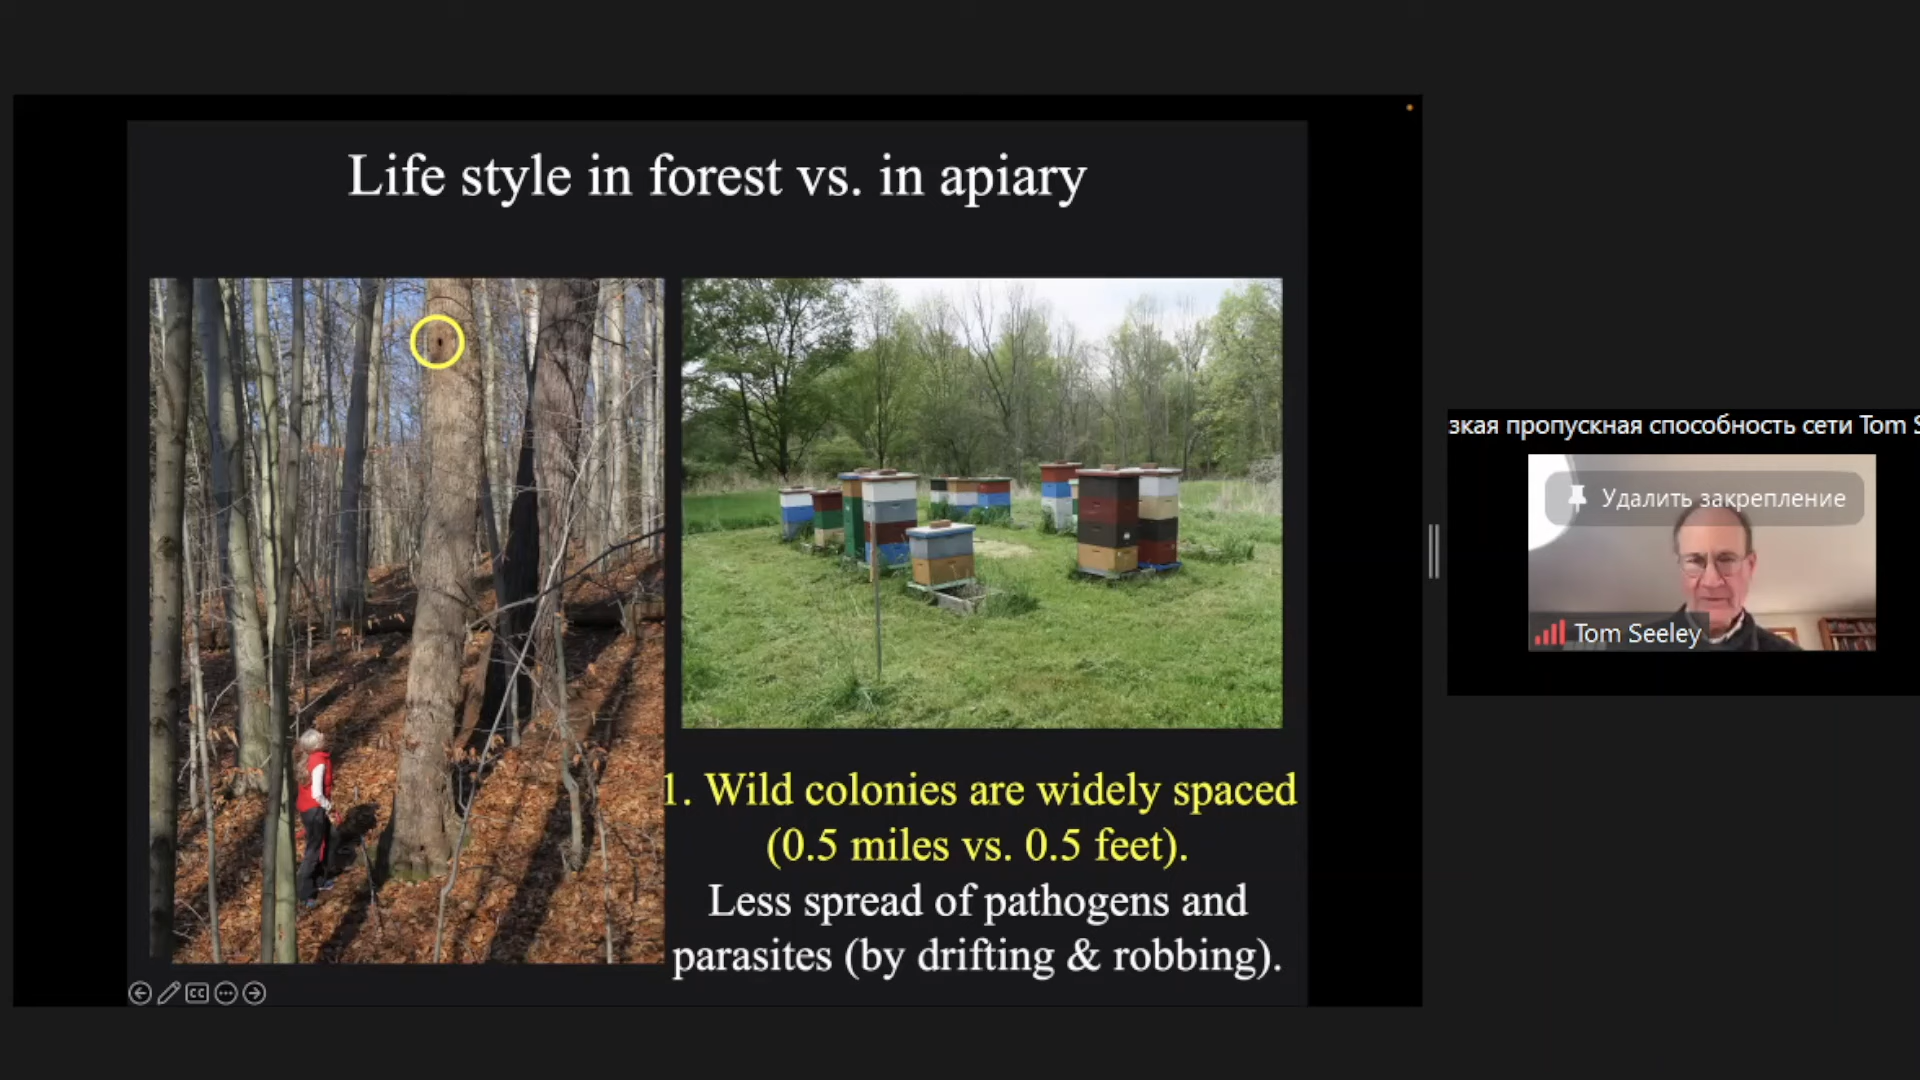 Life style in forest vs. in apiary
1. Wild colonies are widely spaced
(0.5 miles vs. 0.5 feet).
Less spread of pathogens and
parasites (by drifting & robbing).
CC
пропускная способность сети Tom
Удалить закрепление
Tom Seeley